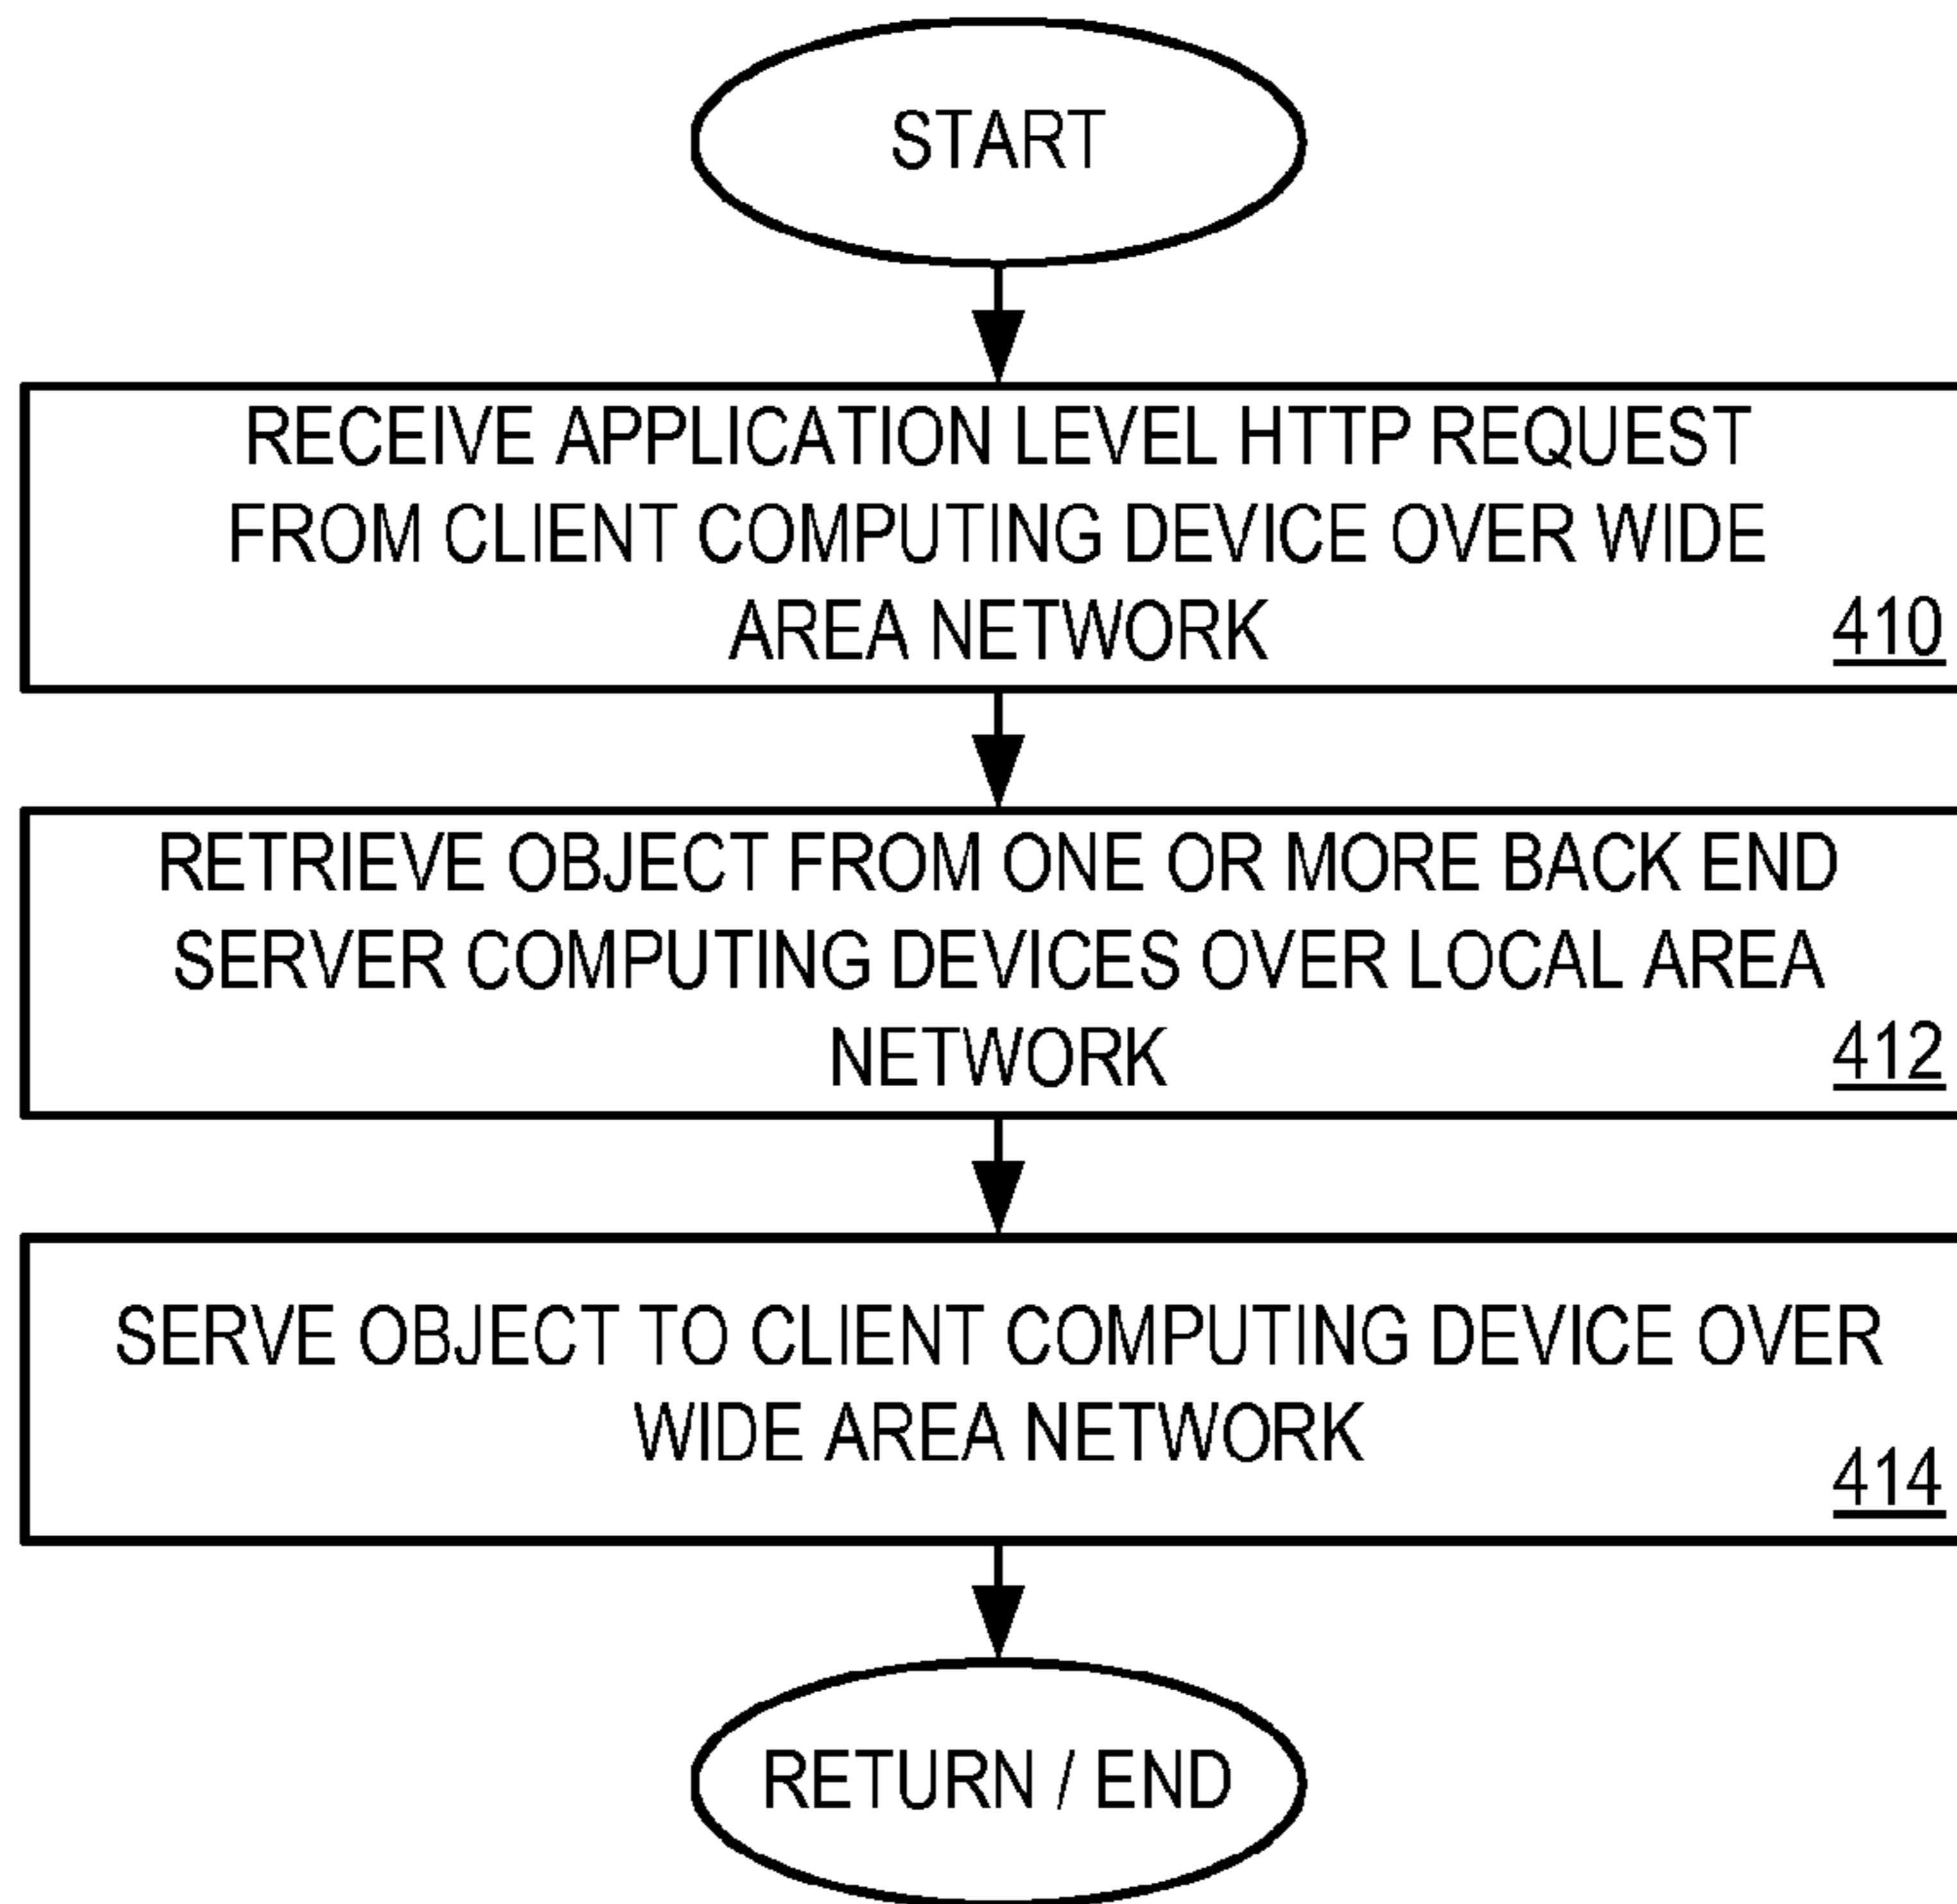 START
RECEIVE APPLICATION LEVEL HTTP REQUEST
FROM CLIENT COMPUTING DEVICE OVER WIDE
AREA NETWORK
410
RETRIEVE OBJECT FROM ONE OR MORE BACK END
SERVER COMPUTING DEVICES OVER LOCAL AREA
NETWORK
412
SERVE OBJECT TO CLIENT COMPUTING DEVICE OVER
WIDE AREA NETWORK
414
RETURN / END